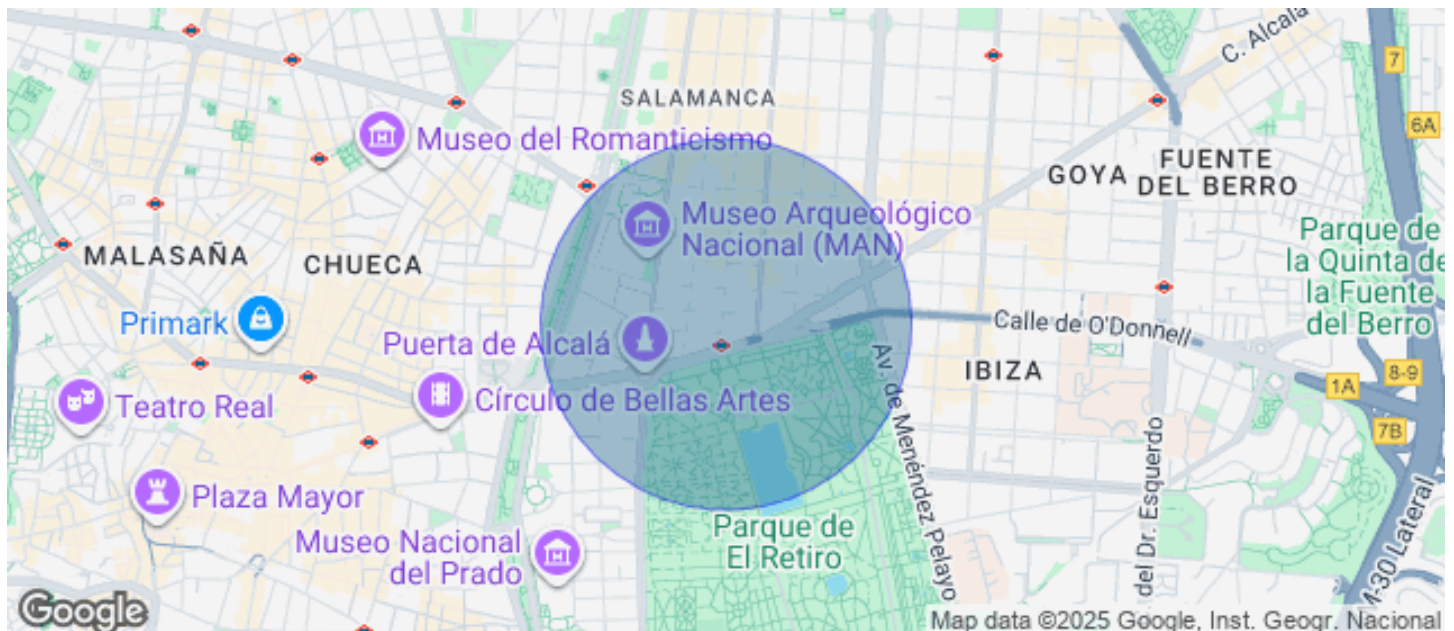 C. Alcalá
7
SALAMANCA
6A
Museo del Romanticismo
GOYA
FUENTE
DEL BERRO
Museo Arqueológico
Nacional (MAN)
Parque de
la Quinta de
la Fuente
del Berro
MALASAÑA
CHUECA
Primark
Puerta de Alcalá
Calle de O'Donnell
IBIZA
8-9
1A
Teatro Real
Círculo de Bellas Artes
Av. de Menéndez Pelayo
7B
Plaza Mayor
del Dr. Esquerdo
Parque de
El Retiro
Museo Nacional
del Prado
M-30 Lateral
Google
Map data ©2025 Google, Inst. Geogr. Nacional